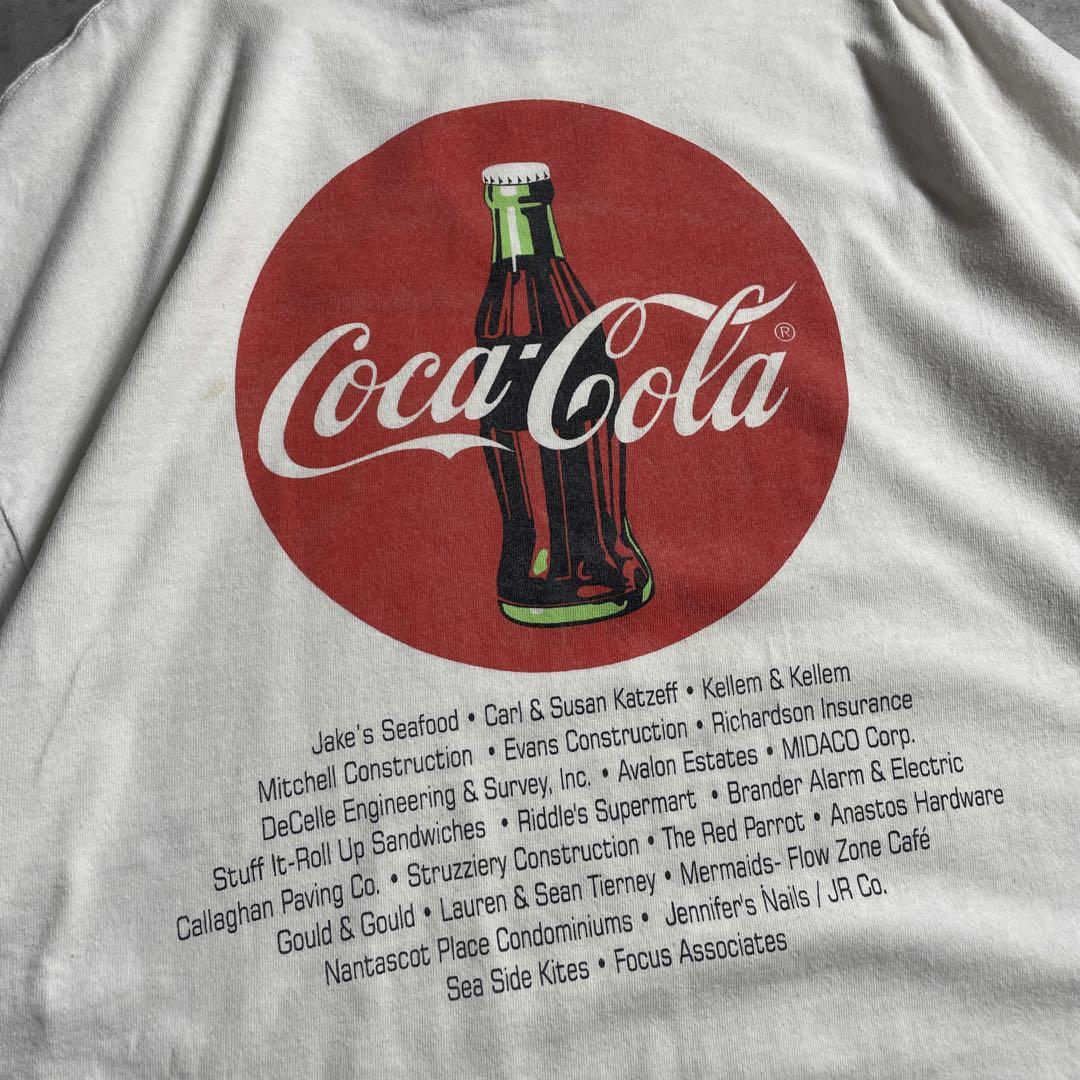 Coca-Cola ®
Jake's Seafood • Carl & Susan Katzeff • Kellem & Kellem
Mitchell Construction • Evans Construction • Richardson Insurance
DeCelle Engineering & Survey, Inc. • Avalon Estates • MIDACO Corp.
Stuff It-Roll Up Sandwiches • Riddle's Supermart • Brander Alarm & Electric
Callaghan Paving Co. • Struzziery Construction • The Red Parrot • Anastos Hardware
Gould & Gould • Lauren & Sean Tierney • Mermaids- Flow Zone Café
Nantascot Place Condominiums • Jennifer's Nails / JR Co.
Sea Side Kites • Focus Associates